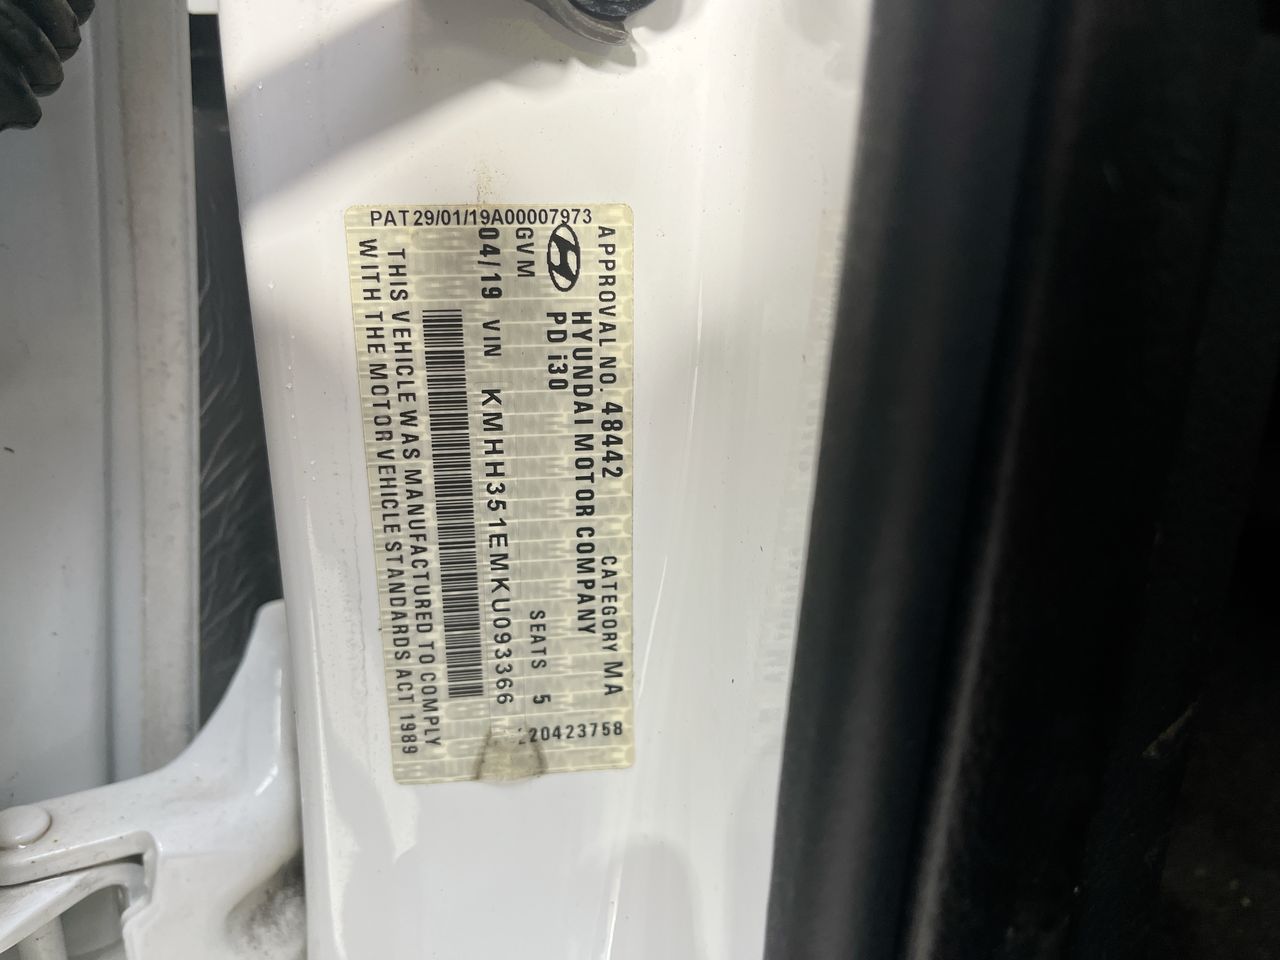 PAT29/01/19A00007973
APPROVAL NO. 48442 CATEGORY MA
HYUNDAI MOTOR COMPANY
PD i30
GVM SEATS 5
04/19 VIN KMHH351EMKU093366
THIS VEHICLE WAS MANUFACTURED TO COMPLY
WITH THE MOTOR VEHICLE STANDARDS ACT 1989
20423758